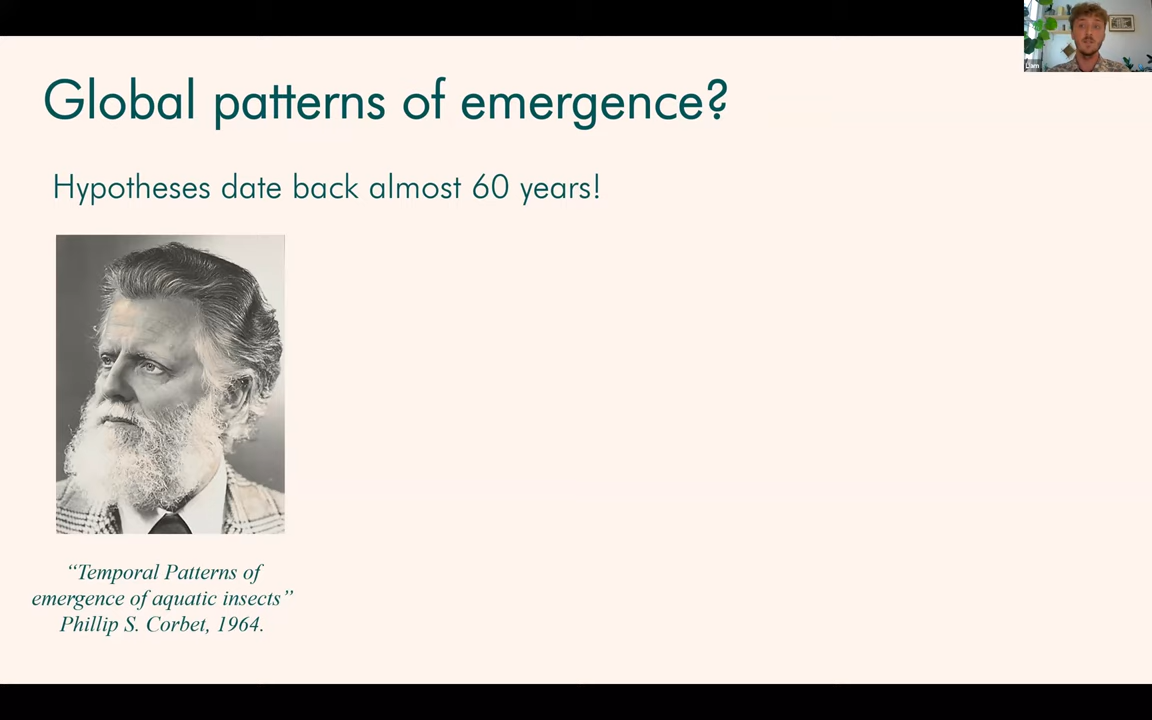 Global patterns of emergence?
Hypotheses date back almost 60 years!
“Temporal Patterns of
emergence of aquatic insects”
Phillip S. Corbet, 1964.
Liam